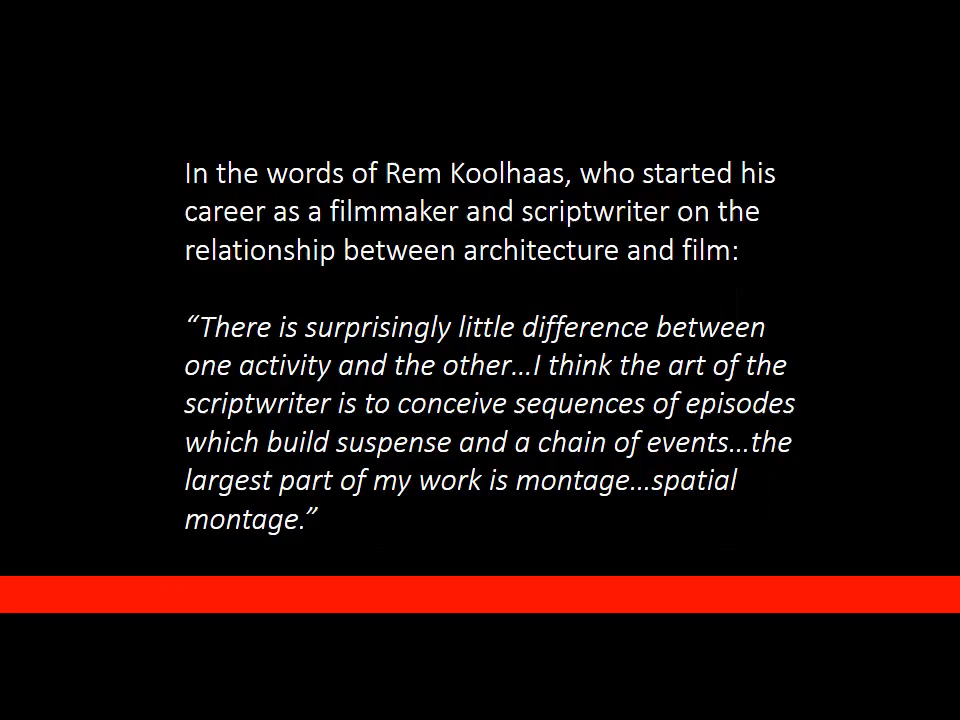 In the words of Rem Koolhaas, who started his
career as a filmmaker and scriptwriter on the
relationship between architecture and film:
“There is surprisingly little difference between
one activity and the other…I think the art of the
scriptwriter is to conceive sequences of episodes
which build suspense and a chain of events…the
largest part of my work is montage…spatial
montage.”